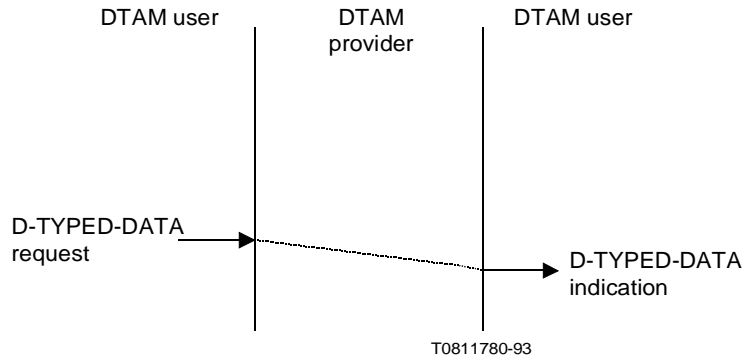 DTAM user
DTAM
provider
DTAM user
D-TYPED-DATA
request
D-TYPED-DATA
indication
T0811780-93